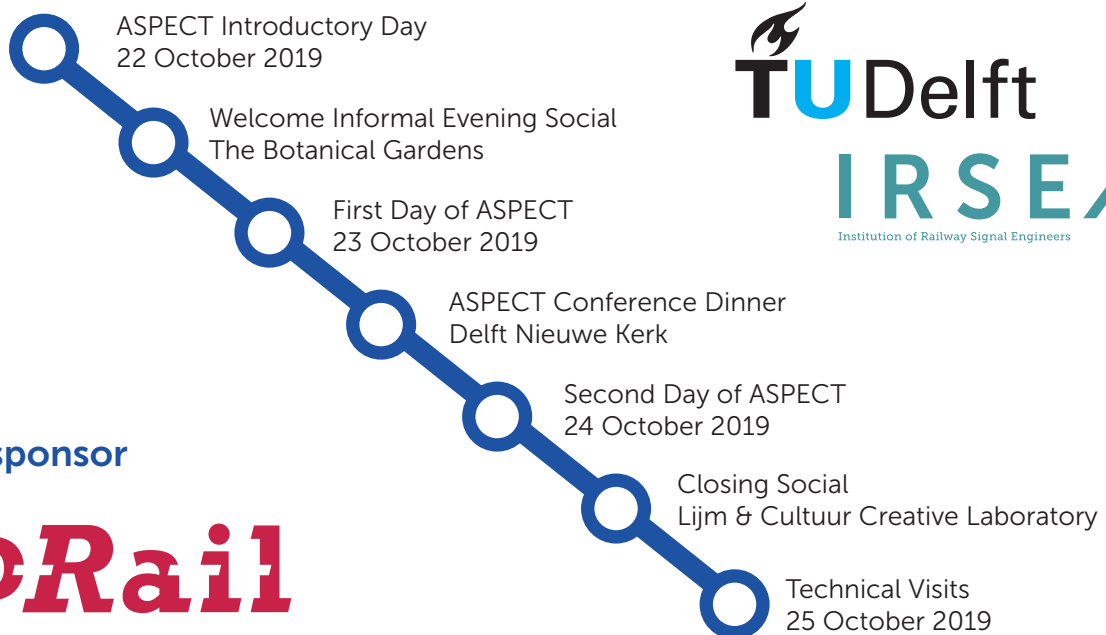 ASPECT Introductory Day
22 October 2019
TUDelft
Welcome Informal Evening Social
The Botanical Gardens
IRSE
Institution of Railway Signal Engineers
First Day of ASPECT
23 October 2019
ASPECT Conference Dinner
Delft Nieuwe Kerk
Second Day of ASPECT
24 October 2019
sponsor
Closing Social
Lijm & Cultuur Creative Laboratory
Rail
Technical Visits
25 October 2019